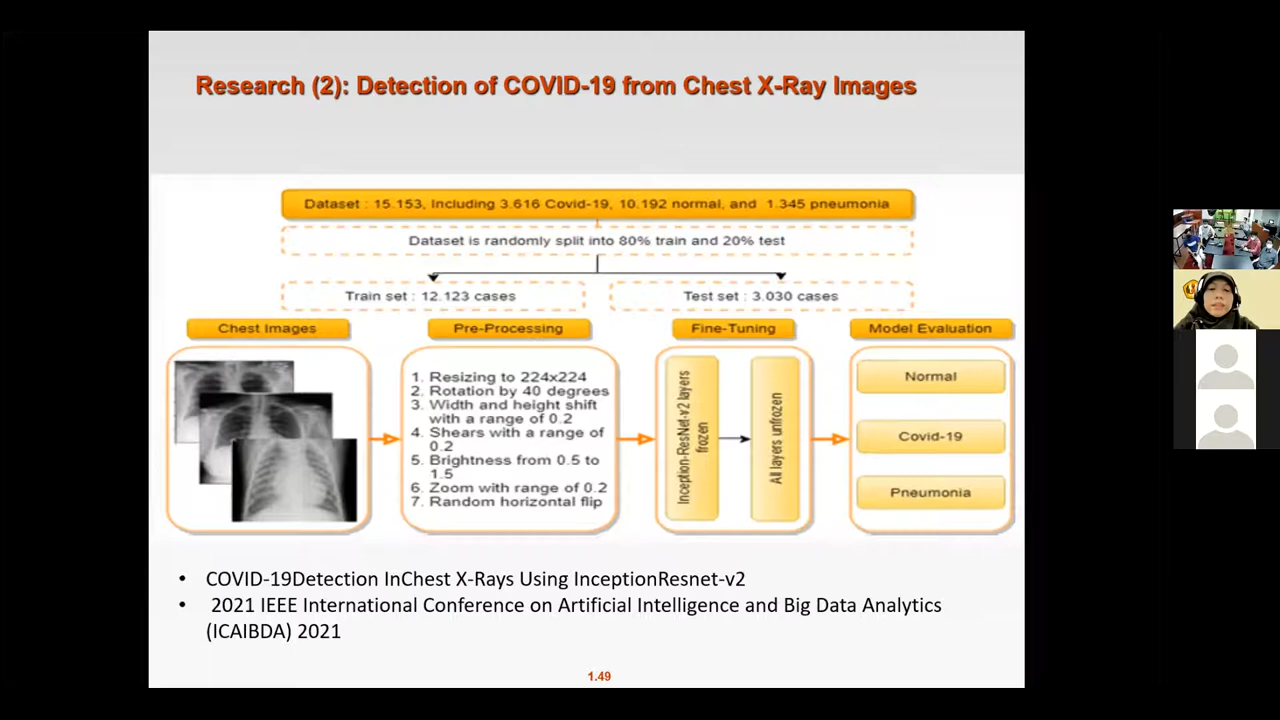 Research (2): Detection of COVID-19 from Chest X-Ray Images
Dataset : 15.153, Including 3.616 Covid-19, 10.192 normal, and 1.345 pneumonia
Dataset is randomly split into 80% train and 20% test
Train set : 12.123 cases
Test set : 3.030 cases
Chest Images
Pre-Processing
Fine-Tuning
Model Evaluation
1. Resizing to 224x224
2. Rotation by 40 degrees
3. Width and height shift
with a range of 0.2
4. Shears with a range of
0.2
5. Brightness from 0.5 to
1.5
6. Zoom with range of 0.2
7. Random horizontal flip
Inception-ResNet-v2 layers
frozen
All layers unfrozen
Normal
Covid-19
Pneumonia
• COVID-19Detection InChest X-Rays Using InceptionResnet-v2
• 2021 IEEE International Conference on Artificial Intelligence and Big Data Analytics
(ICAIBDA) 2021
1.49